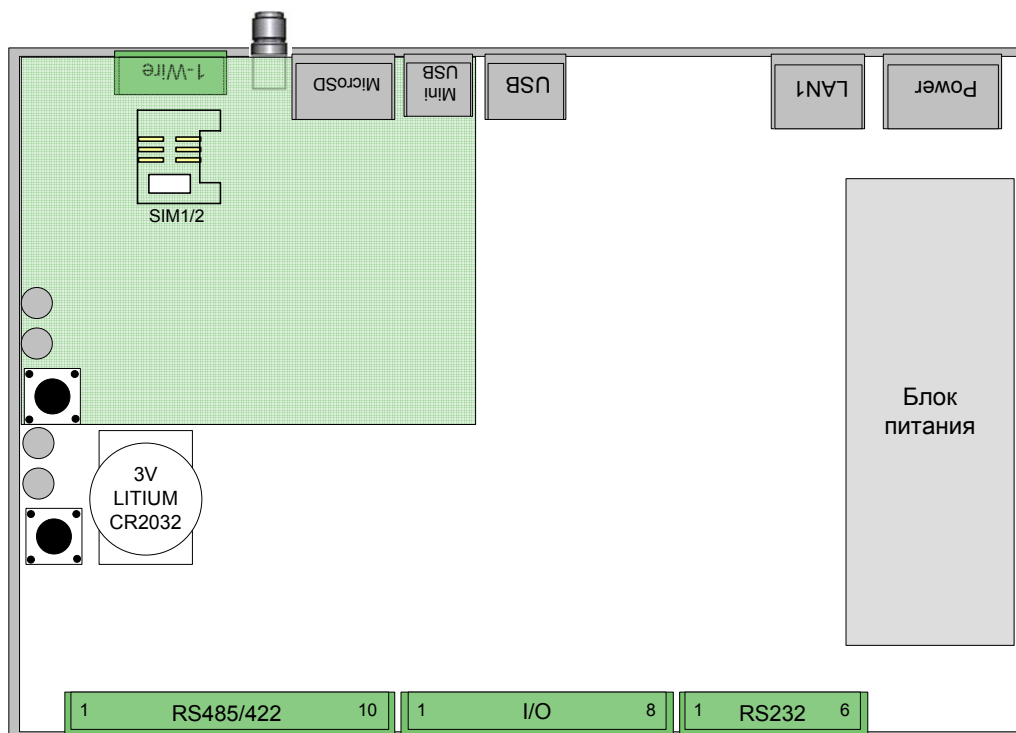 1-Wire
MicroSD
Mini
USB
USB
LAN1
Power
SIM1/2
Блок
питания
3V
LITIUM
CR2032
1 RS485/422 10
1 I/O 8
1 RS232 6